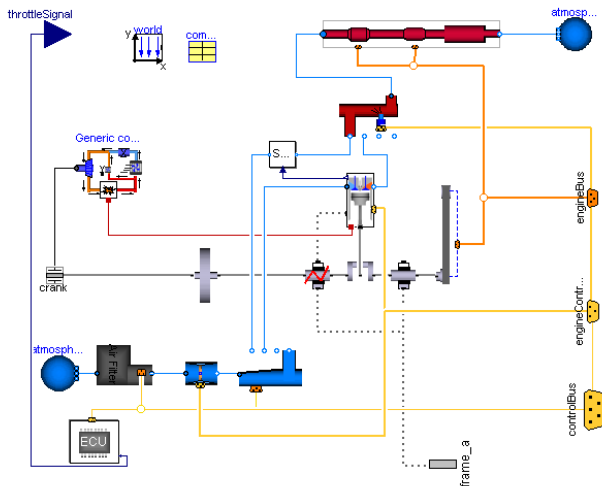 throttleSignal
world
y
x
com...
atmosp...
Generic co...
S...
engineBus
crank
engineContr...
atmosph...
Air Filter
controlBus
ECU
frame_a